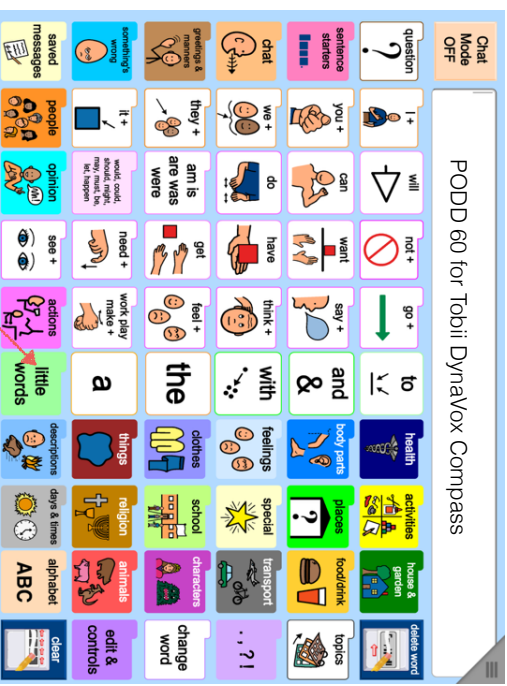 Chat
Mode
OFF
PODD 60 for Tobii DynaVox Compass
question
?
I +
will
not +
go +
to
health
activities
house &
garden
delete word
sentence
starters
you +
can
want
say +
and
&
body parts
places
?
food/drink
topics
chat
we +
do
have
think +
with
feelings
special
transport
. , ? !
greetings &
manners
they +
am is
are was
were
get
feel +
the
clothes
school
characters
change
word
something's
wrong
it +
would, could,
should, might,
may, must, be,
let, happen
need +
work play
make +
a
things
religion
animals
edit &
controls
saved
messages
people
opinion
see +
actions
little
words
descriptions
days & times
alphabet
ABC
clear